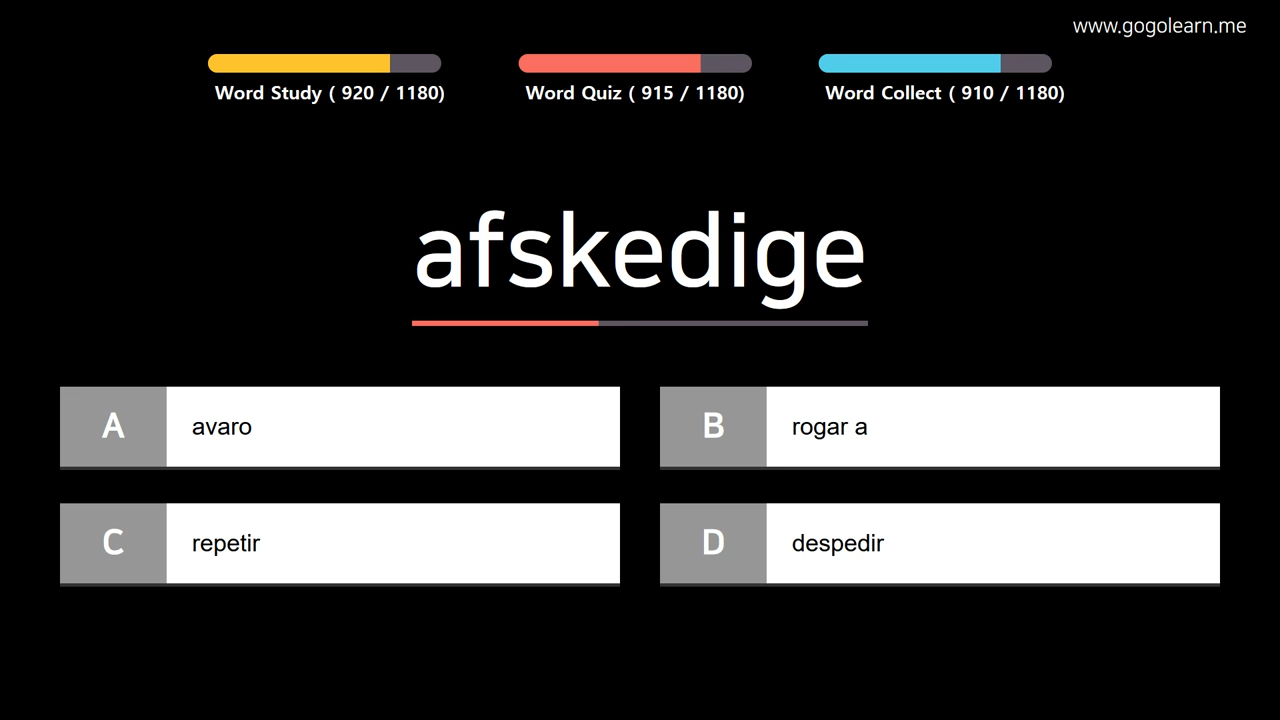 www.gogolearn.me
Word Study ( 920 / 1180)
Word Quiz ( 915 / 1180)
Word Collect ( 910 / 1180)
afskedige
A avaro
B rogar a
C repetir
D despedir